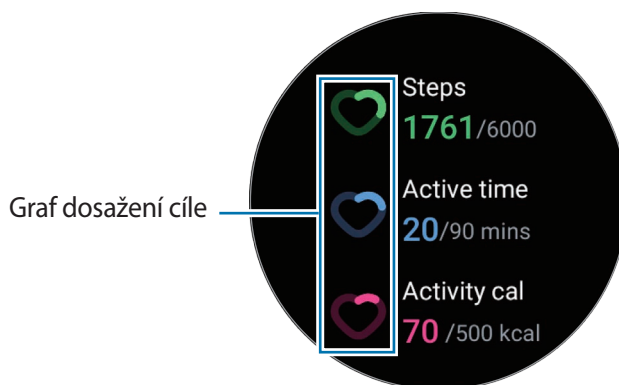 Steps
1761/6000
Graf dosažení cíle
Active time
20/90 mins
Activity cal
70 /500 kcal